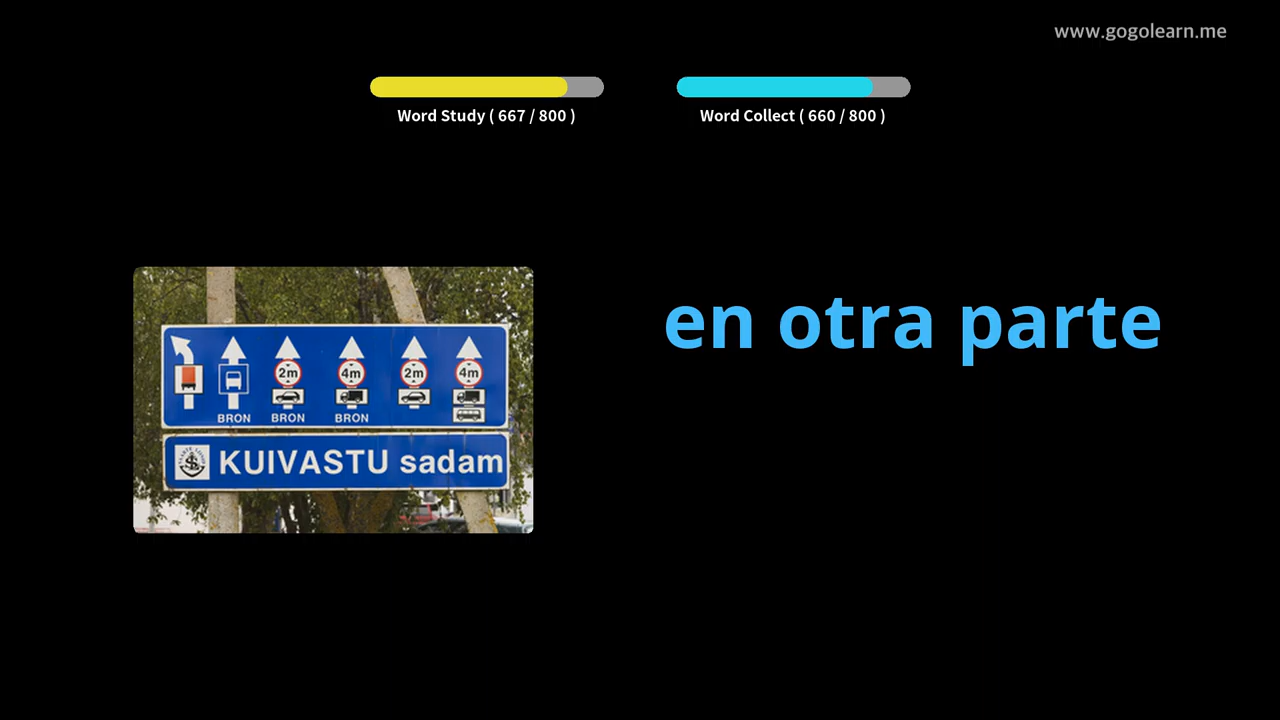 www.gogolearn.me
Word Study ( 667 / 800 )
Word Collect ( 660 / 800 )
en otra parte
2m 4m 2m 4m
BRON BRON BRON
KUIVASTU sadam